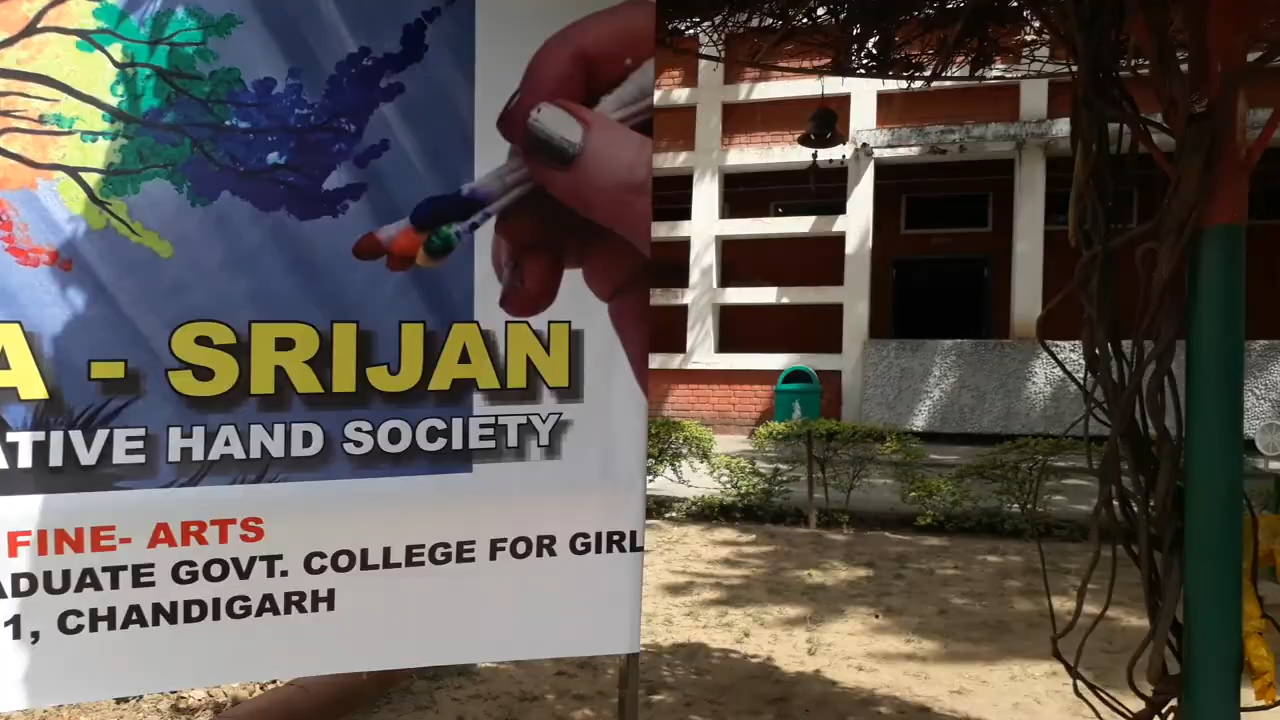 A - SRIJAN
ATIVE HAND SOCIETY
FINE- ARTS
ADUATE GOVT. COLLEGE FOR GIRL
1, CHANDIGARH